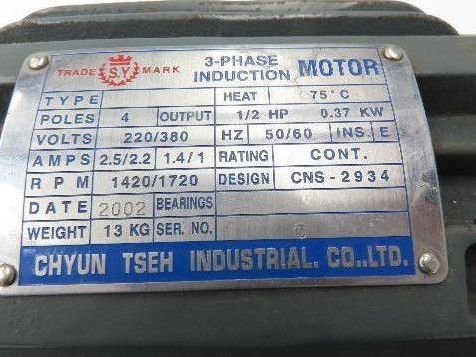 TRADE S.Y MARK 3-PHASE INDUCTION MOTOR
TYPE HEAT 75°C
POLES 4 OUTPUT 1/2 HP 0.37 KW
VOLTS 220/380 HZ 50/60 INS. E
AMPS 2.5/2.2 1.4/1 RATING CONT.
RPM 1420/1720 DESIGN CNS-2934
DATE 2002 BEARINGS
WEIGHT 13 KG SER. NO.
CHYUN TSEH INDUSTRIAL. CO..LTD.